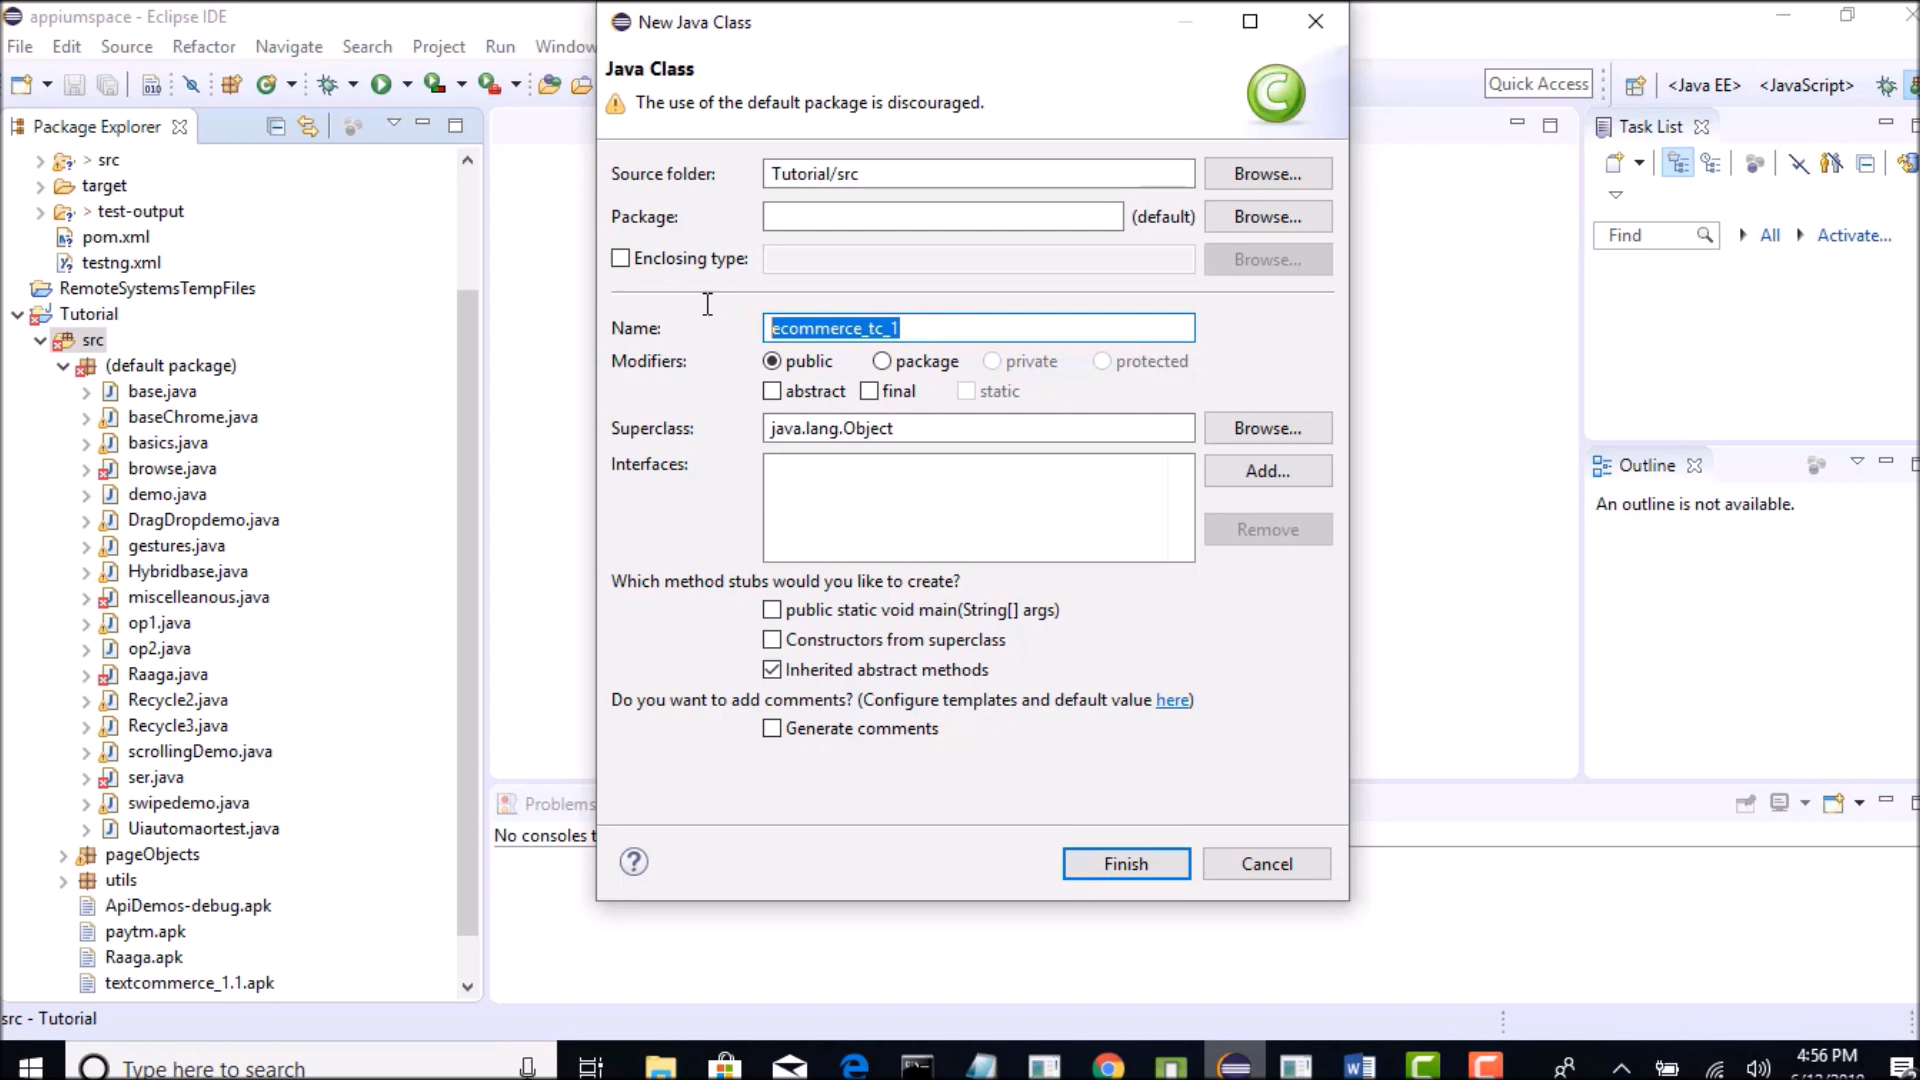 appiumspace - Eclipse IDE
File Edit Source Refactor Navigate Search Project Run Window
Quick Access
<Java EE> <JavaScript>
Package Explorer
> src
target
> test-output
pom.xml
testng.xml
RemoteSystemsTempFiles
Tutorial
src
(default package)
base.java
baseChrome.java
basics.java
browse.java
demo.java
DragDropdemo.java
gestures.java
Hybridbase.java
miscelleanous.java
op1.java
op2.java
Raaga.java
Recycle2.java
Recycle3.java
scrollingDemo.java
ser.java
swipedemo.java
Uiautomaortest.java
pageObjects
utils
ApiDemos-debug.apk
paytm.apk
Raaga.apk
textcommerce_1.1.apk
New Java Class
Java Class
The use of the default package is discouraged.
Source folder: Tutorial/src Browse...
Package: (default) Browse...
Enclosing type: Browse...
Name: ecommerce_tc_1
Modifiers: public package private protected
abstract final static
Superclass: java.lang.Object Browse...
Interfaces: Add...
Remove
Which method stubs would you like to create?
public static void main(String[] args)
Constructors from superclass
Inherited abstract methods
Do you want to add comments? (Configure templates and default value here)
Generate comments
Finish Cancel
Task List
Find All Activate...
Outline
An outline is not available.
Problems
No consoles t
src - Tutorial
Type here to search
4:56 PM